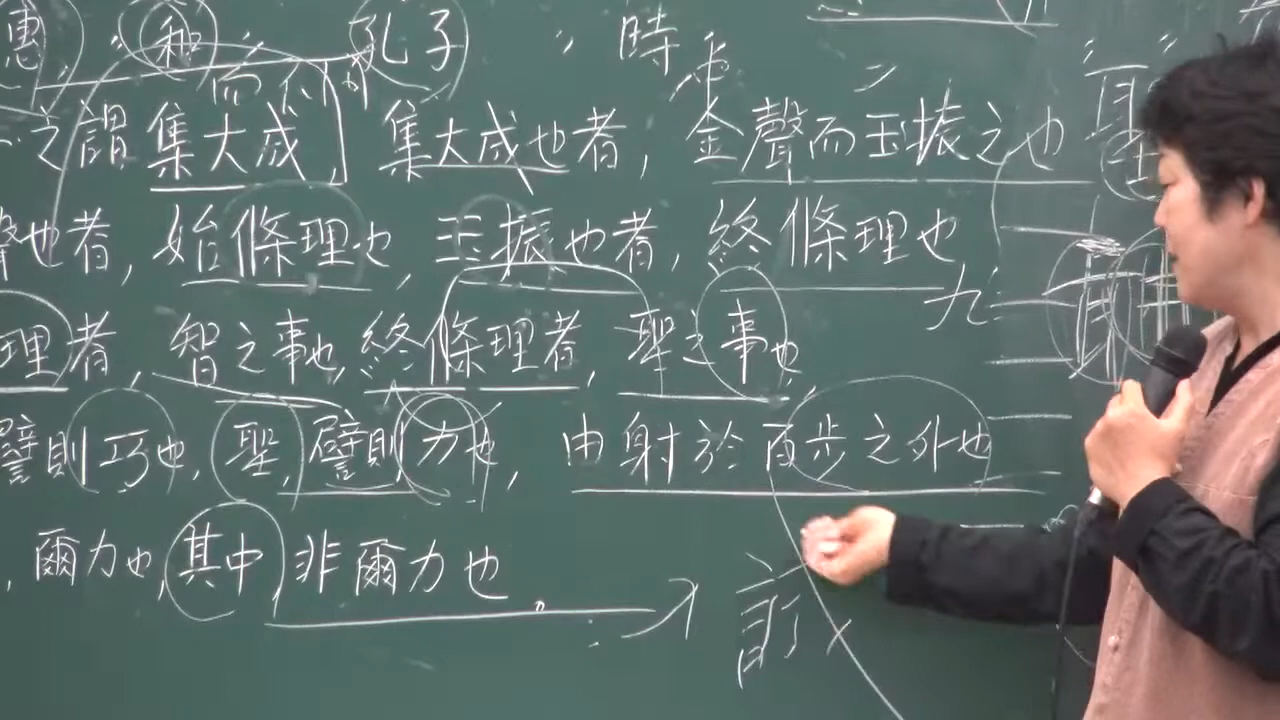 惠 和 孔子 時
而不
之謂集大成 集大成也者, 金聲而玉振之也 聖
聲也者, 始條理也, 玉振也者, 終條理也
九
理者, 智之事也, 終條理者, 聖之事也,
譬則巧也, 聖, 譬則力也, 由射於百步之外也
, 爾力也, 其中 非爾力也